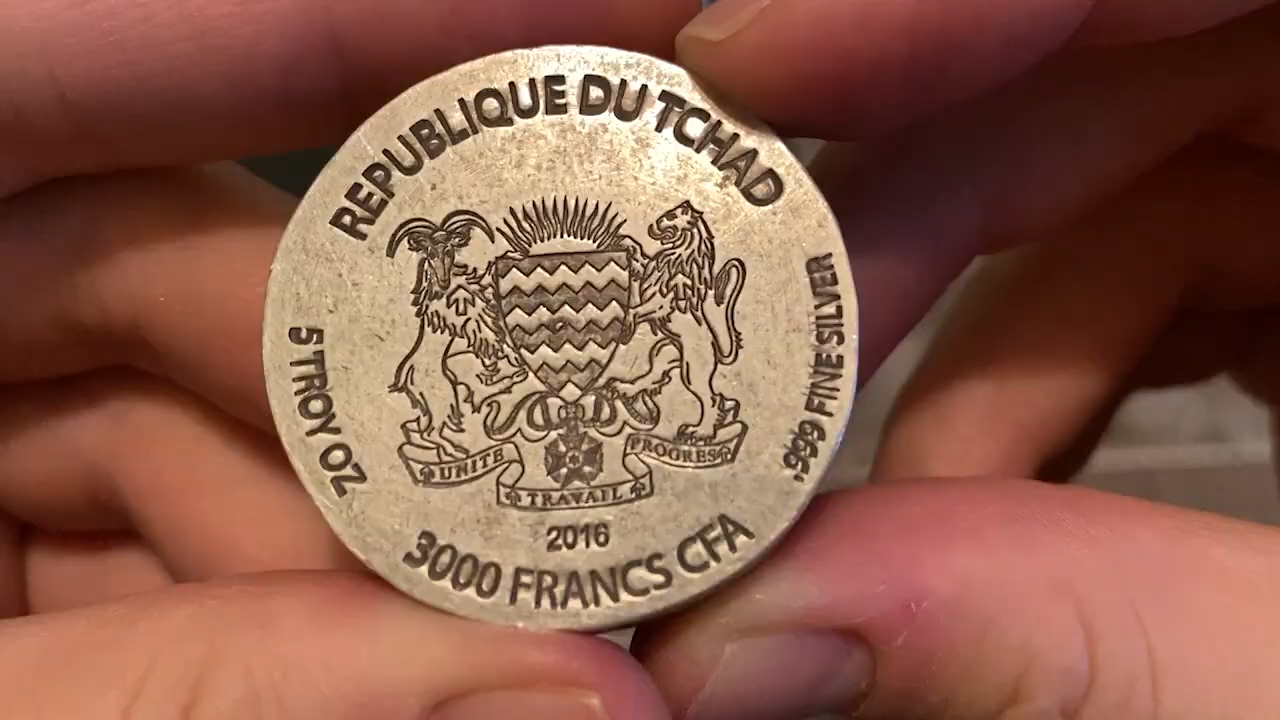 REPUBLIQUE DU TCHAD
5 TROY OZ
.999 FINE SILVER
UNITE
TRAVAIL
PROGRES
2016
3000 FRANCS CFA